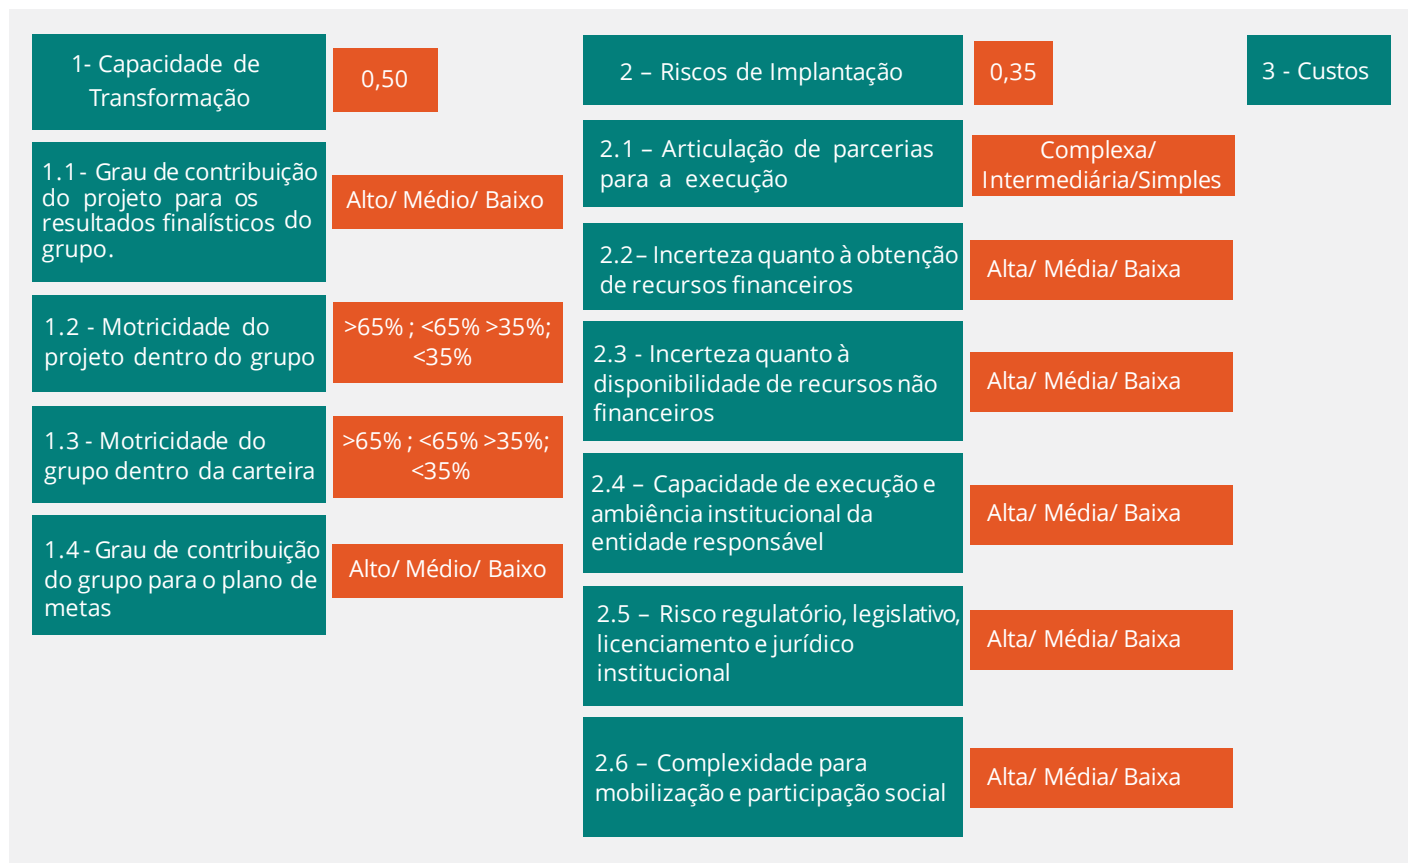 1- Capacidade de
Transformação
0,50
1.1- Grau de contribuição
do projeto para os
resultados finalísticos do
grupo.
Alto/ Médio/ Baixo
1.2 - Motricidade do
projeto dentro do grupo
>65% ; <65% >35%;
<35%
1.3 - Motricidade do
grupo dentro da carteira
>65% ; <65% >35%;
<35%
1.4 - Grau de contribuição
do grupo para o plano de
metas
Alto/ Médio/ Baixo
2 – Riscos de Implantação
0,35
2.1 – Articulação de parcerias
para a execução
Complexa/
Intermediária/Simples
2.2 – Incerteza quanto à obtenção
de recursos financeiros
Alta/ Média/ Baixa
2.3 - Incerteza quanto à
disponibilidade de recursos não
financeiros
Alta/ Média/ Baixa
2.4 – Capacidade de execução e
ambiência institucional da
entidade responsável
Alta/ Média/ Baixa
2.5 – Risco regulatório, legislativo,
licenciamento e jurídico
institucional
Alta/ Média/ Baixa
2.6 – Complexidade para
mobilização e participação social
Alta/ Média/ Baixa
3 - Custos